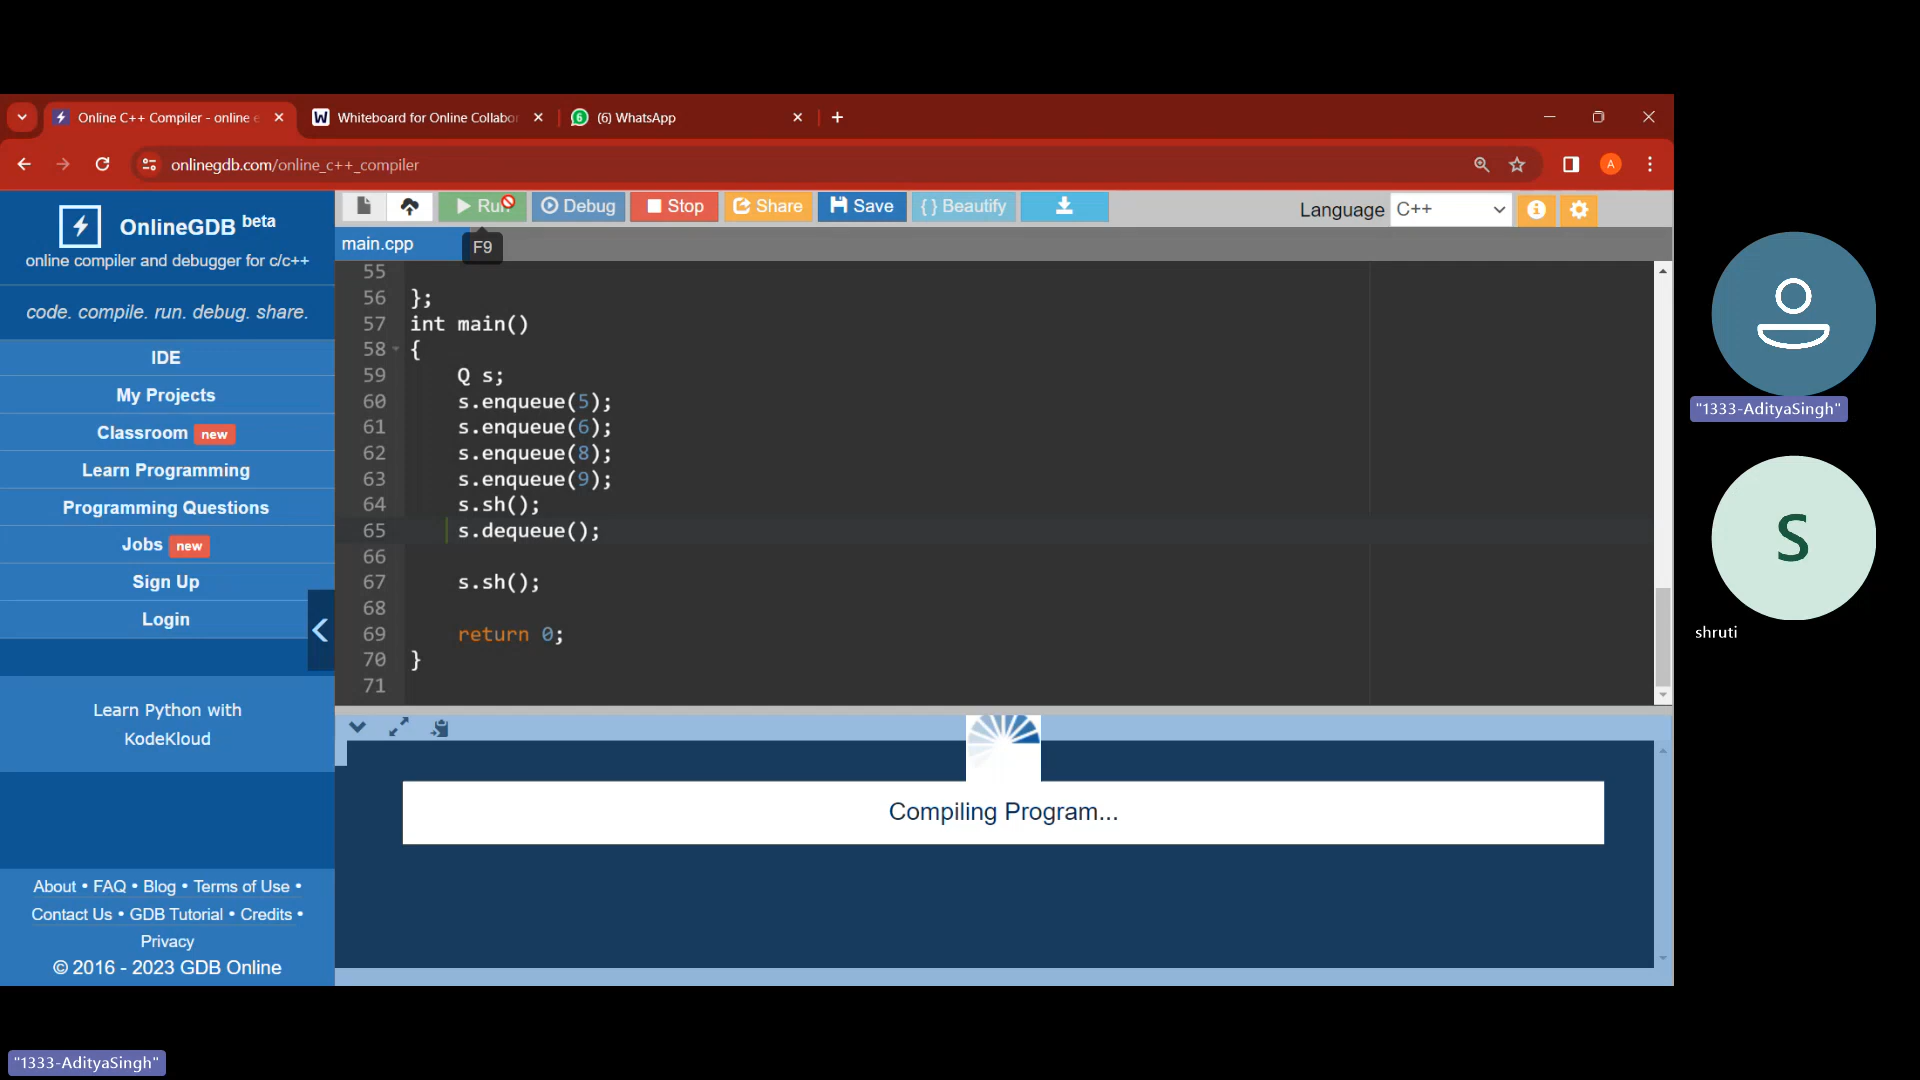 Online C++ Compiler - online e
Whiteboard for Online Collabor
(6) WhatsApp
onlinegdb.com/online_c++_compiler
A
OnlineGDB beta
online compiler and debugger for c/c++
code. compile. run. debug. share.
IDE
My Projects
Classroom new
Learn Programming
Programming Questions
Jobs new
Sign Up
Login
Learn Python with
KodeKloud
About • FAQ • Blog • Terms of Use •
Contact Us • GDB Tutorial • Credits •
Privacy
© 2016 - 2023 GDB Online
Run Debug Stop Share Save { } Beautify
Language C++
main.cpp
F9
55
56 };
57 int main()
58 {
59 Q s;
60 s.enqueue(5);
61 s.enqueue(6);
62 s.enqueue(8);
63 s.enqueue(9);
64 s.sh();
65 s.dequeue();
66
67 s.sh();
68
69 return 0;
70 }
71
Compiling Program...
"1333-AdityaSingh"
S
shruti
"1333-AdityaSingh"